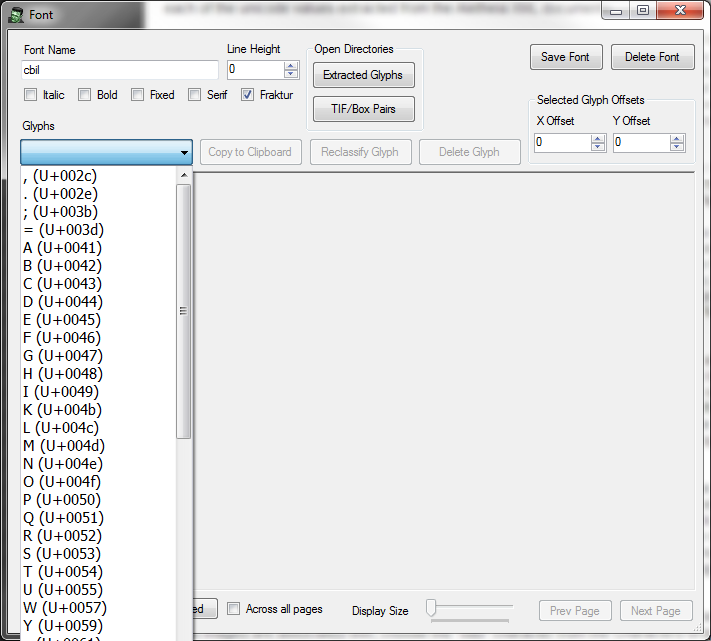 Font
Font Name
Line Height
Open Directories
cbil
0
Extracted Glyphs
Save Font
Delete Font
Italic
Bold
Fixed
Serif
Fraktur
TIF/Box Pairs
Selected Glyph Offsets
X Offset
Y Offset
0
0
Glyphs
Copy to Clipboard
Reclassify Glyph
Delete Glyph
, (U+002c)
. (U+002e)
; (U+003b)
= (U+003d)
A (U+0041)
B (U+0042)
C (U+0043)
D (U+0044)
E (U+0045)
F (U+0046)
G (U+0047)
H (U+0048)
I (U+0049)
K (U+004b)
L (U+004c)
M (U+004d)
N (U+004e)
O (U+004f)
P (U+0050)
Q (U+0051)
R (U+0052)
S (U+0053)
T (U+0054)
U (U+0055)
W (U+0057)
Y (U+0059)
Across all pages
Display Size
Prev Page
Next Page